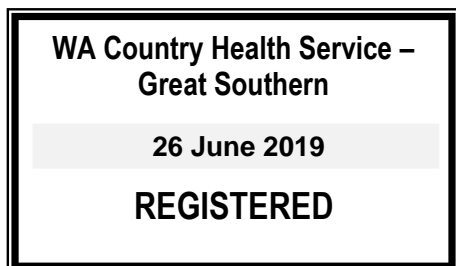 WA Country Health Service –
Great Southern
26 June 2019
REGISTERED